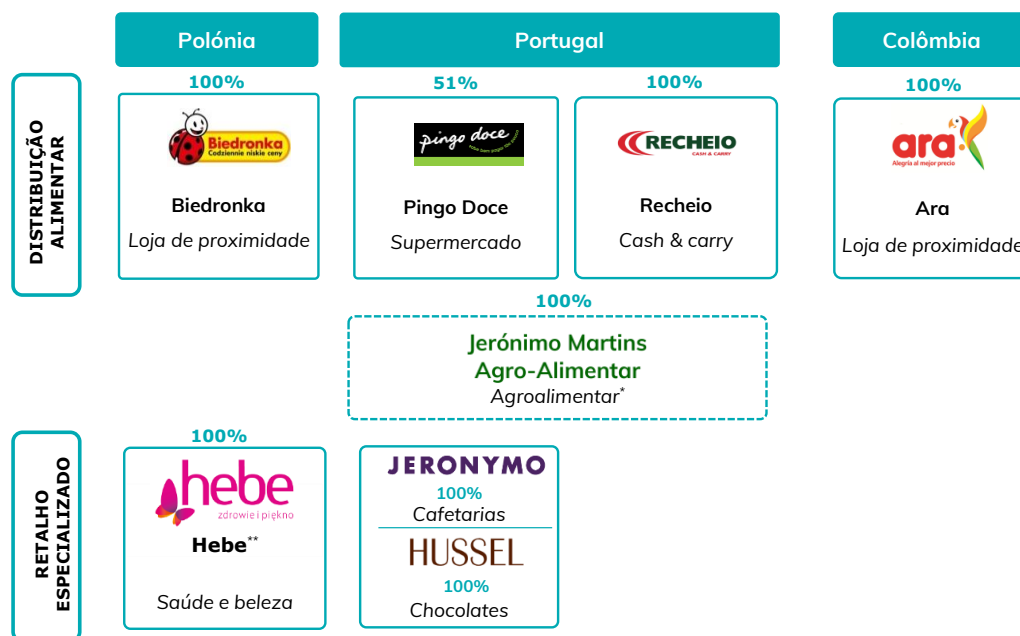 Polónia
Portugal
Colômbia
DISTRIBUIÇÃO
ALIMENTAR
100%
51%
100%
100%
Biedronka
Codziennie niskie ceny
pingo doce
RECHEIO
CASH & CARRY
ara
Alegría al mejor precio
Biedronka
Pingo Doce
Recheio
Ara
Loja de proximidade
Supermercado
Cash & carry
Loja de proximidade
100%
Jerónimo Martins
Agro-Alimentar
Agroalimentar*
RETALHO
ESPECIALIZADO
100%
hebe
zdrowie i piękno
Hebe**
Saúde e beleza
JERONYMO
100%
Cafetarias
HUSSEL
100%
Chocolates